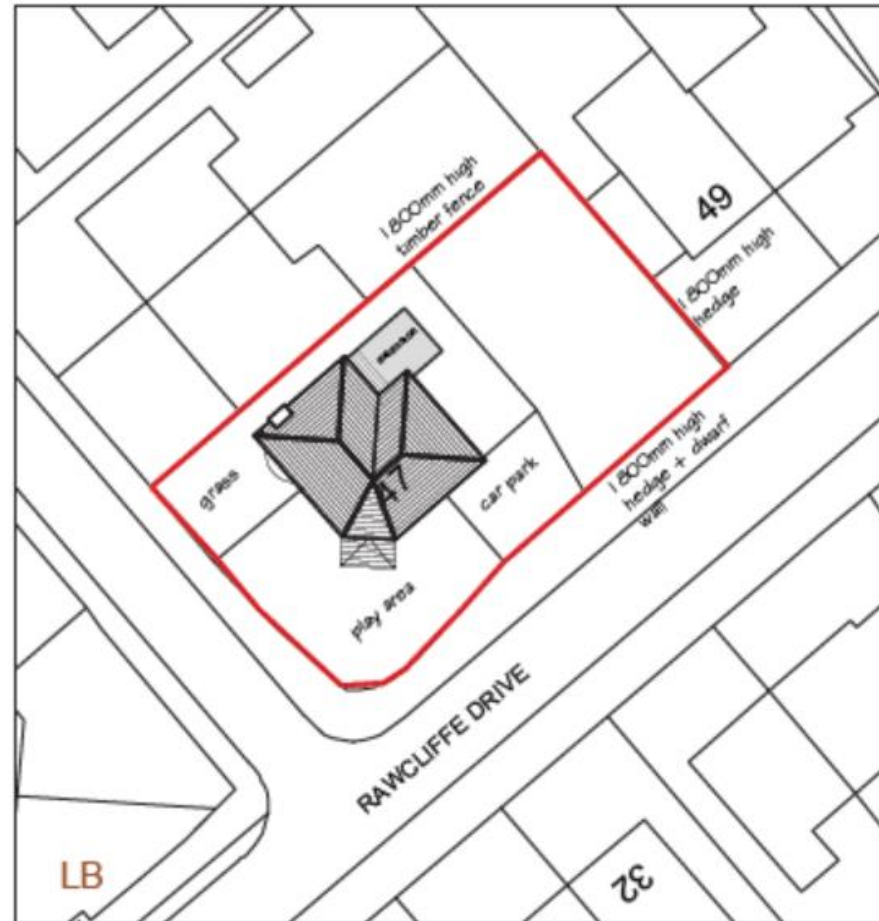 1800mm high
timber fence
49
1800mm high
hedge
grass
47
car park
1800mm high
hedge + dwarf
wall
play area
RAWCLIFFE DRIVE
LB
32